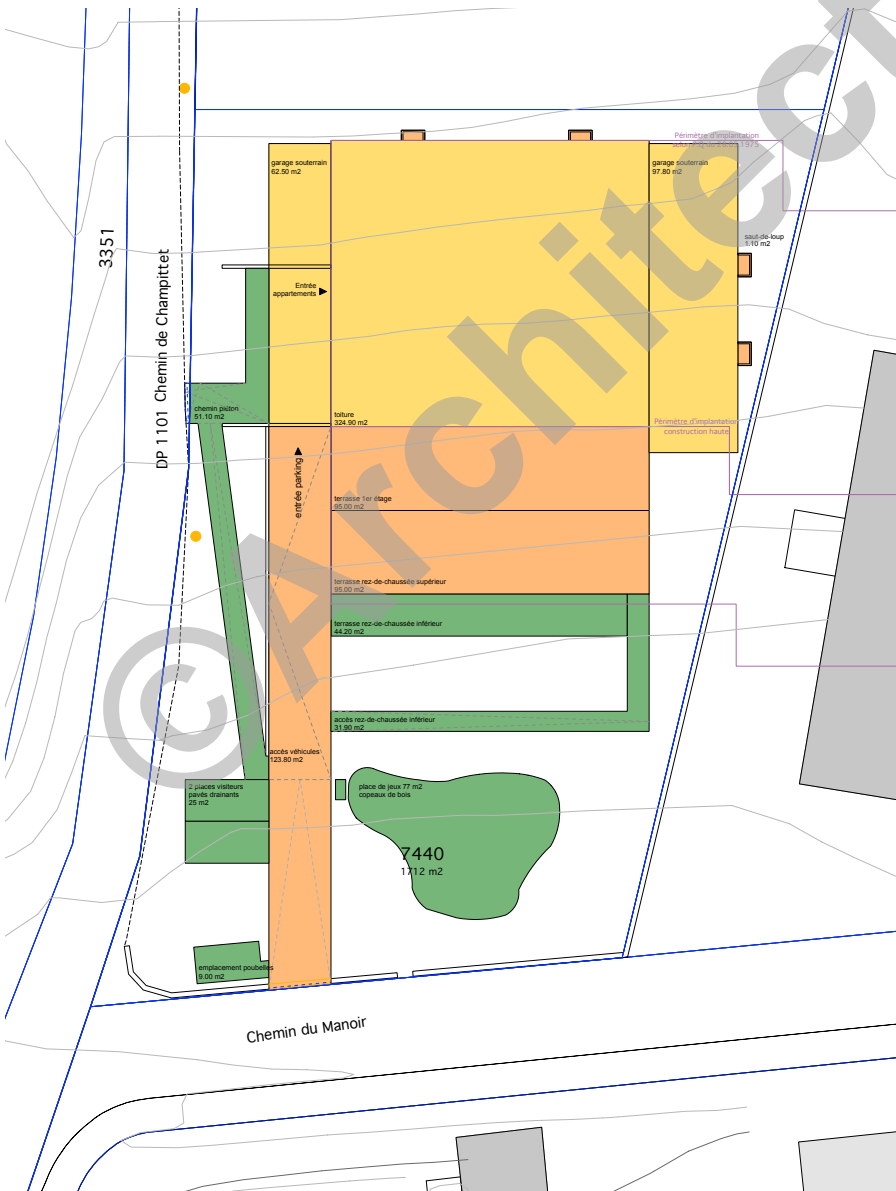 ©Architect
Périmètre d'implantation
garage souterrain
62.50 m2
garage souterrain
97.80 m2
saut-de-loup
1.10 m2
3351
DP 1101 Chemin de Champittet
Entrée
appartements
chemin piéton
51.10 m2
toiture
324.90 m2
Périmètre d'implantation
construction haute
entrée parking
terrasse 1er étage
95.00 m2
terrasse rez-de-chaussée supérieur
95.00 m2
terrasse rez-de-chaussée inférieur
44.20 m2
accès rez-de-chaussée inférieur
31.90 m2
accès véhicules
123.80 m2
2 places visiteurs
pavés drainants
25 m2
place de jeux 77 m2
copeaux de bois
7440
1712 m2
emplacement poubelles
9.00 m2
Chemin du Manoir